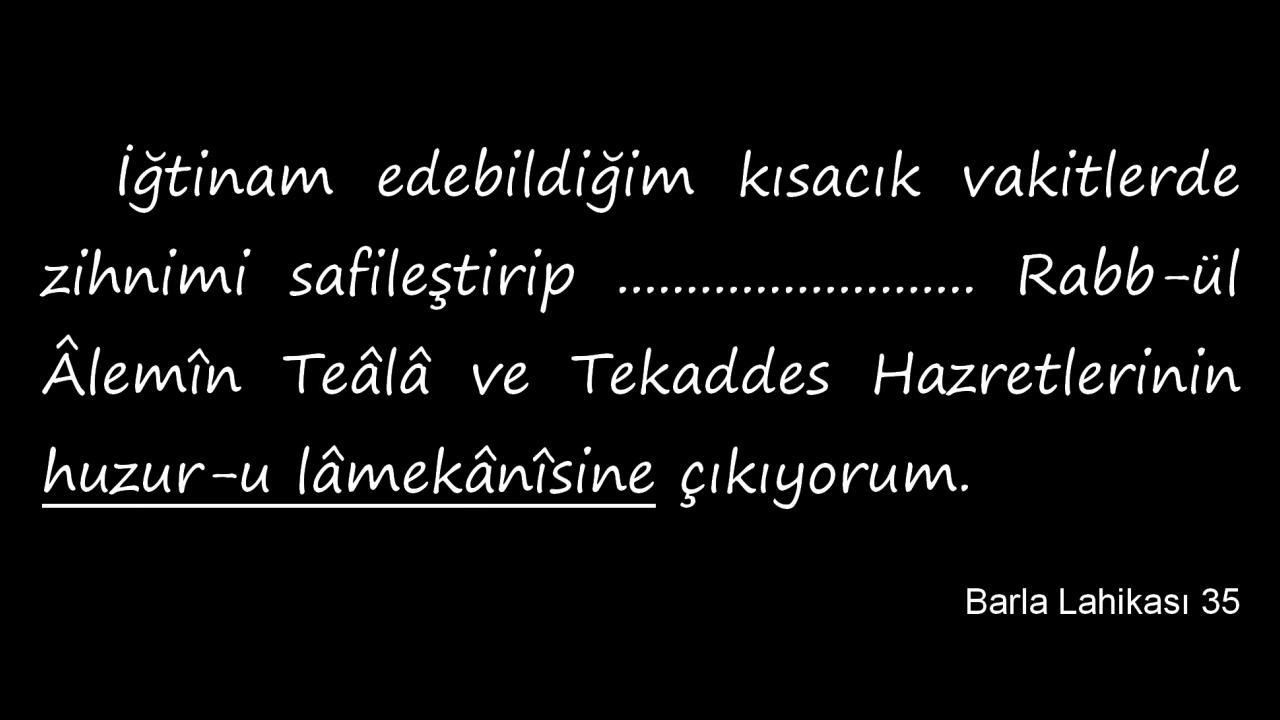 İğtinam edebildiğim kısacık vakitlerde
zihnimi safileştirip .......................... Rabb-ül
Âlemîn Teâlâ ve Tekaddes Hazretlerinin
huzur-u lâmekânîsine çıkıyorum.
Barla Lahikası 35